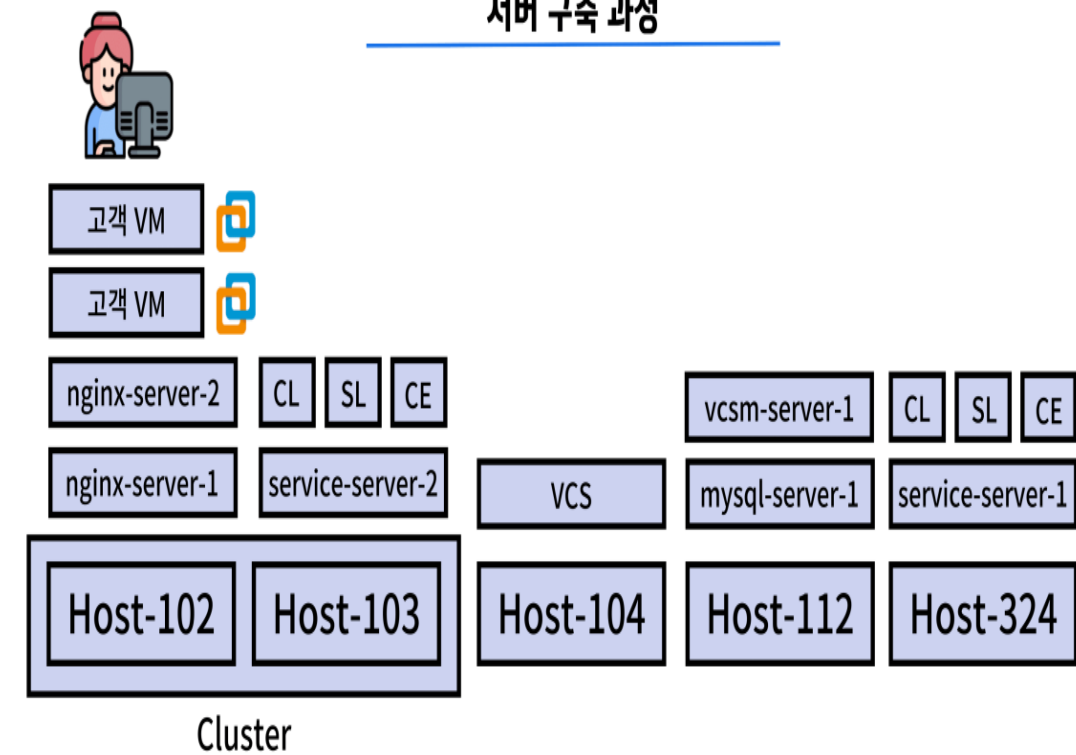 서버 구축 과정
고객 VM
고객 VM
nginx-server-2 CL SL CE
vcsm-server-1 CL SL CE
nginx-server-1 service-server-2 VCS mysql-server-1 service-server-1
Host-102 Host-103 Host-104 Host-112 Host-324
Cluster